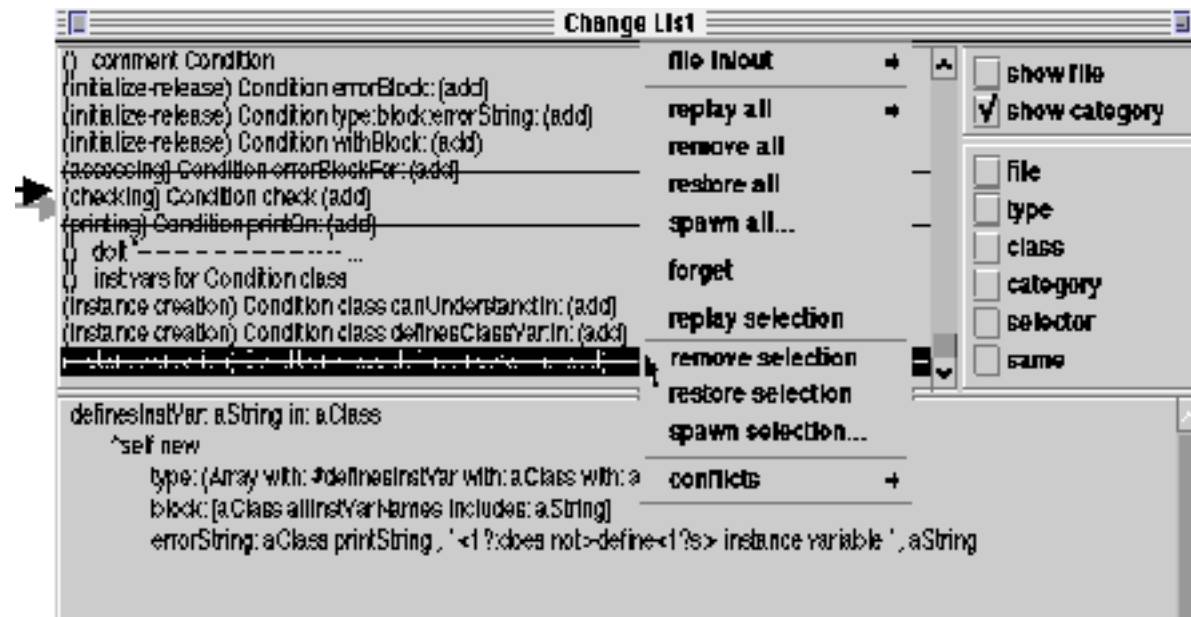 Change List
() comment Condition
(initialize-release) Condition errorBlock: (add)
(initialize-release) Condition type:block:errorString: (add)
(initialize-release) Condition withBlock: (add)
(accessing) Condition errorBlockFor: (add)
(checking) Condition check (add)
(printing) Condition printOn: (add)
() doIt "- - - - - - - - - - - - - - ...
() inst vars for Condition class
(instance creation) Condition class canUnderstand:in: (add)
(instance creation) Condition class definesClassVar:in: (add)
file in/out
replay all
remove all
restore all
spawn all...
forget
replay selection
remove selection
restore selection
spawn selection...
conflicts
show file
show category
file
type
class
category
selector
same
definesInstVar: aString in: aClass
^self new
type: (Array with: #definesInstVar with: aClass with: a
block: [aClass allInstVarNames includes: aString]
errorString: aClass printString , ' <1?:does not>define<1?s:> instance variable ', aString